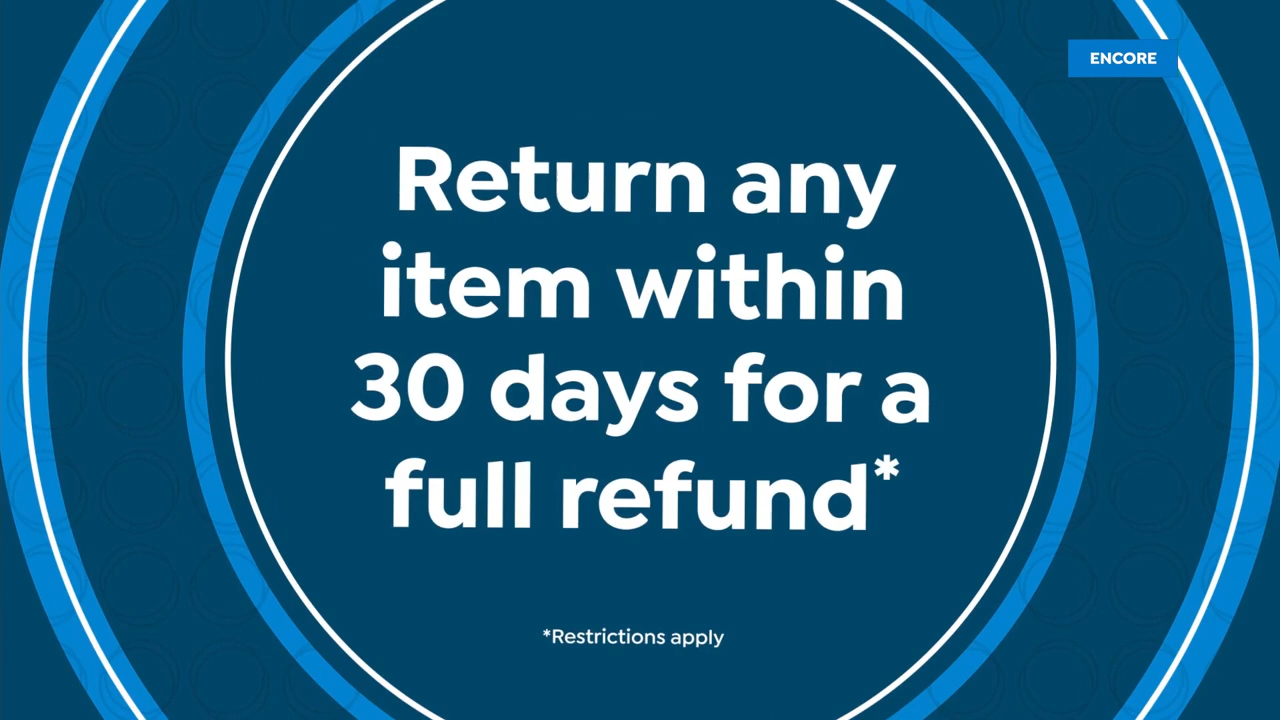 ENCORE
Return any
item within
30 days for a
full refund*
*Restrictions apply